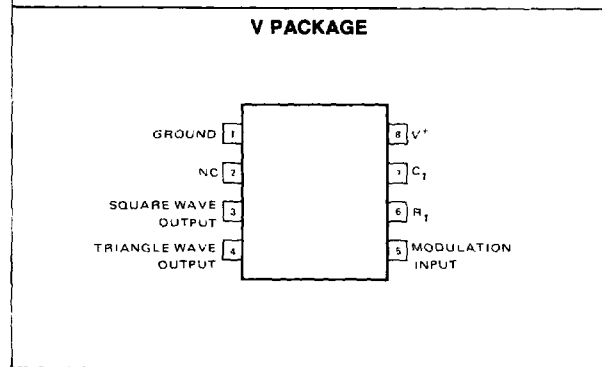 V PACKAGE
GROUND 1
NC 2
SQUARE WAVE
OUTPUT 3
TRIANGLE WAVE
OUTPUT 4
8 V+
7 C1
6 R1
5 MODULATION
INPUT